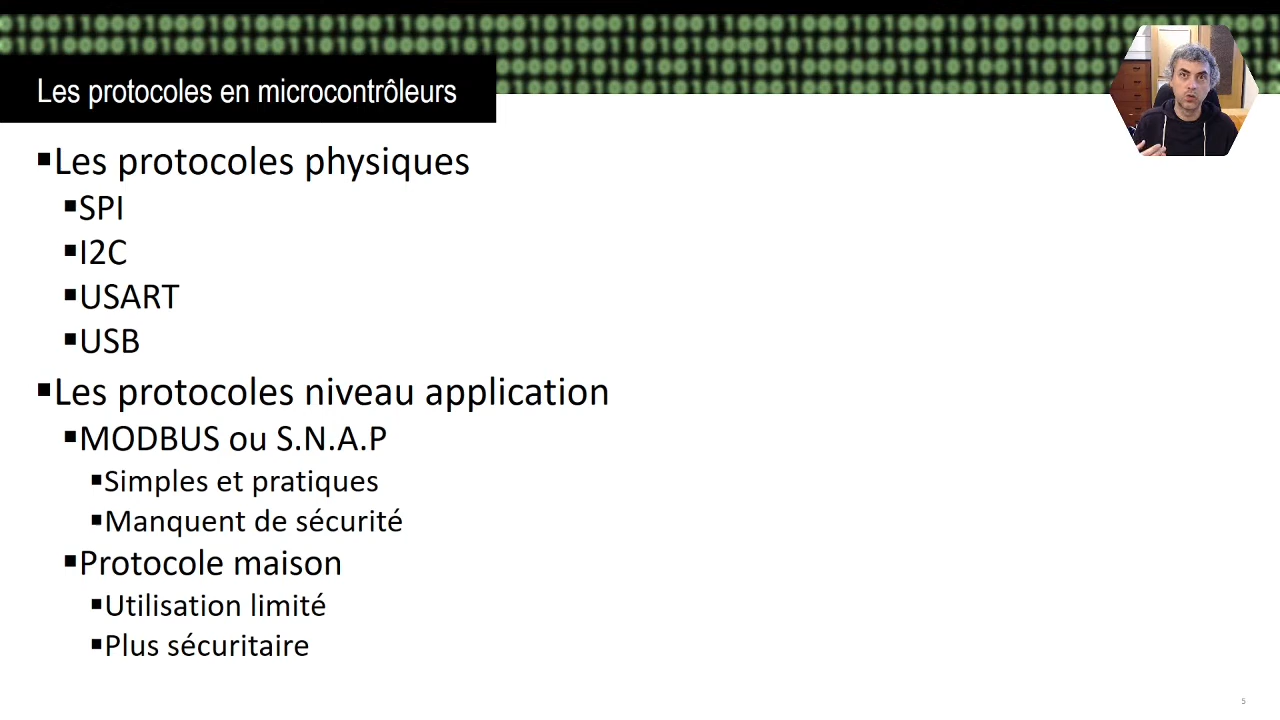 Les protocoles en microcontrôleurs
Les protocoles physiques
SPI
I2C
USART
USB
Les protocoles niveau application
MODBUS ou S.N.A.P
Simples et pratiques
Manquent de sécurité
Protocole maison
Utilisation limité
Plus sécuritaire
5